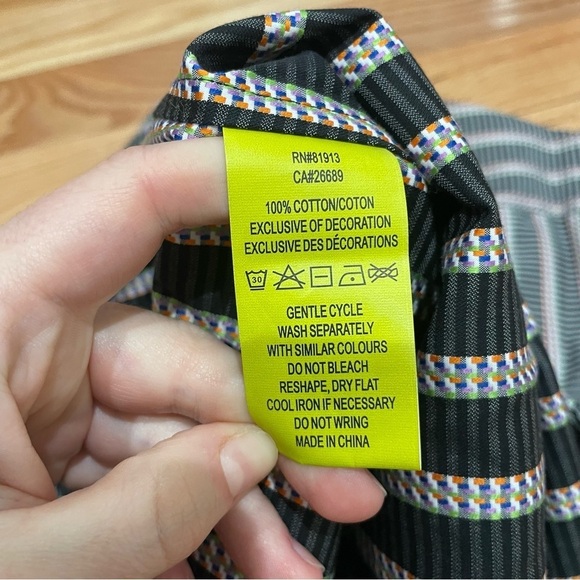 RN#81913
CA#26689
100% COTTON/COTON
EXCLUSIVE OF DECORATION
EXCLUSIVE DES DÉCORATIONS
30
GENTLE CYCLE
WASH SEPARATELY
WITH SIMILAR COLOURS
DO NOT BLEACH
RESHAPE, DRY FLAT
COOL IRON IF NECESSARY
DO NOT WRING
MADE IN CHINA